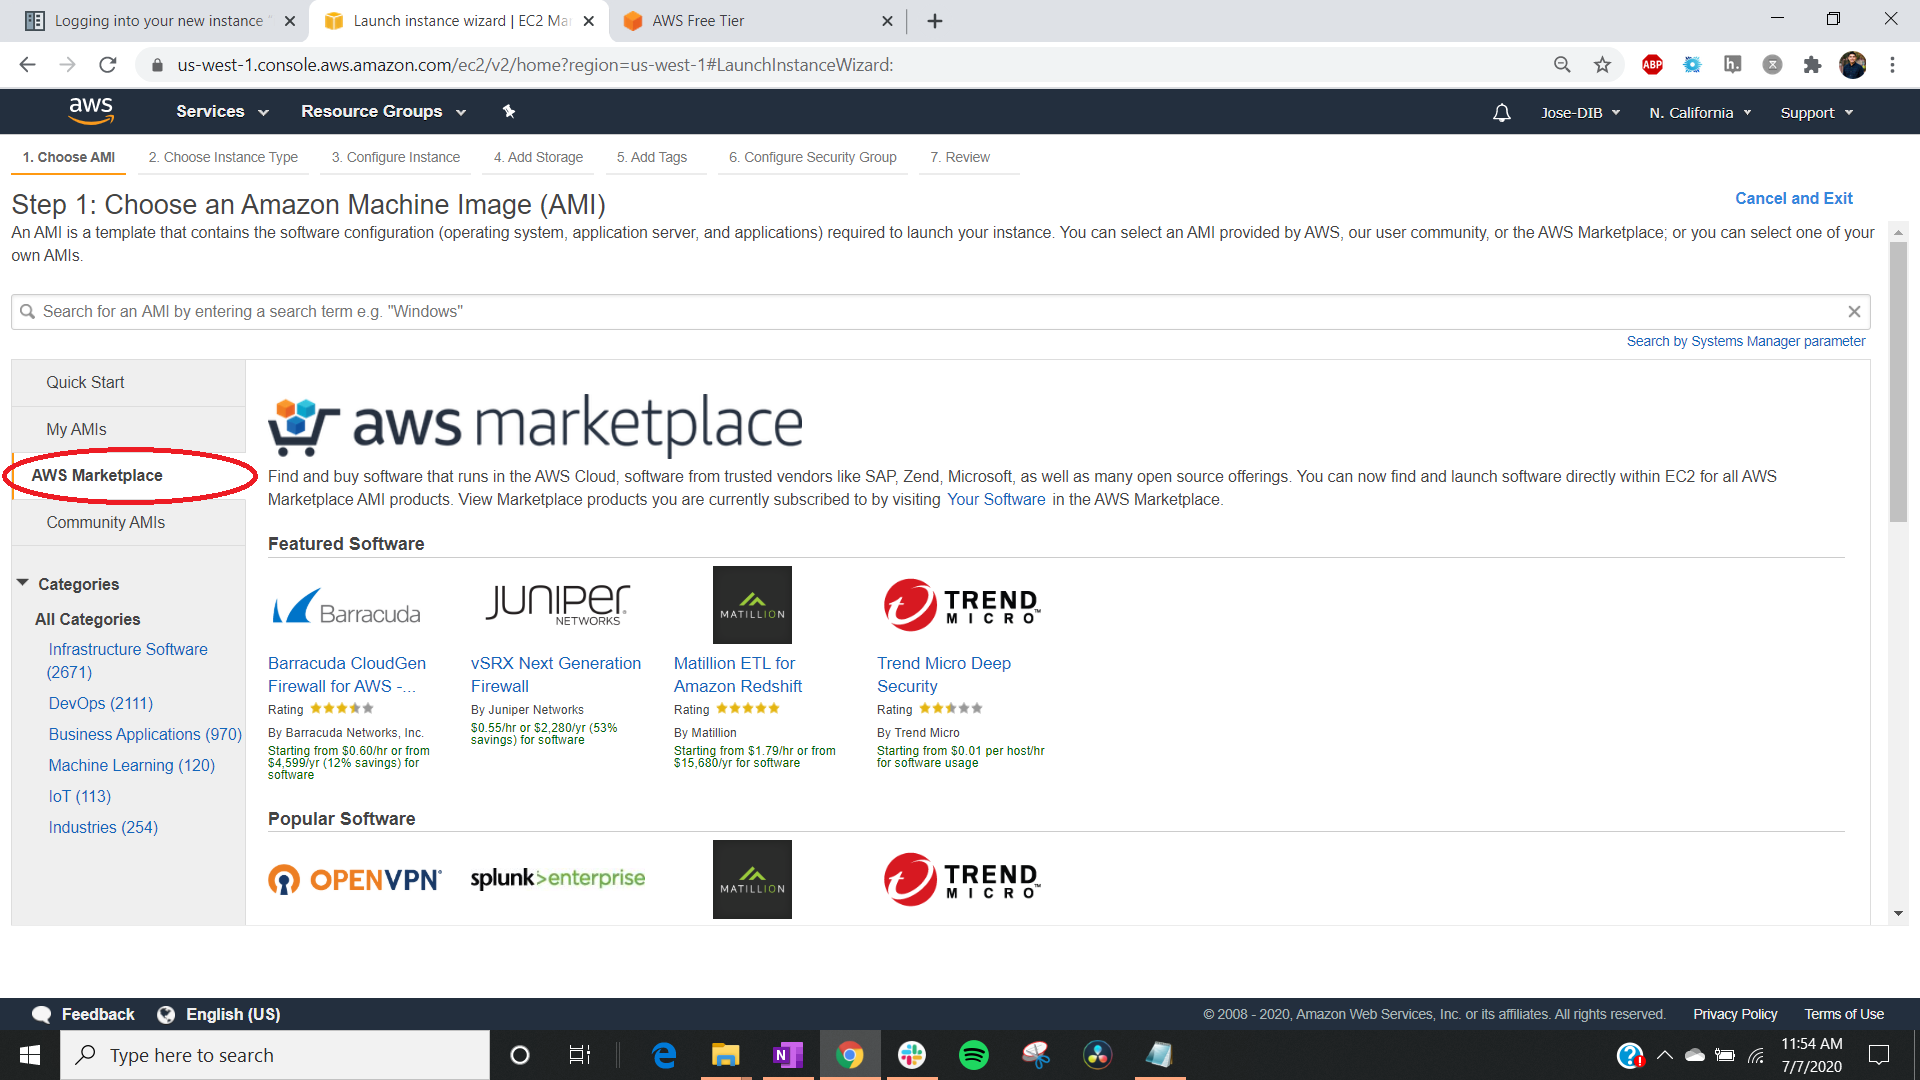 Logging into your new instance "
Launch instance wizard | EC2 Man
AWS Free Tier
us-west-1.console.aws.amazon.com/ec2/v2/home?region=us-west-1#LaunchInstanceWizard:
ABP
h.
aws
Services
Resource Groups
Jose-DIB
N. California
Support
1. Choose AMI
2. Choose Instance Type
3. Configure Instance
4. Add Storage
5. Add Tags
6. Configure Security Group
7. Review
Step 1: Choose an Amazon Machine Image (AMI)
Cancel and Exit
An AMI is a template that contains the software configuration (operating system, application server, and applications) required to launch your instance. You can select an AMI provided by AWS, our user community, or the AWS Marketplace; or you can select one of your
own AMIs.
Search for an AMI by entering a search term e.g. "Windows"
Search by Systems Manager parameter
Quick Start
My AMIs
AWS Marketplace
Community AMIs
Categories
All Categories
Infrastructure Software
(2671)
DevOps (2111)
Business Applications (970)
Machine Learning (120)
IoT (113)
Industries (254)
aws marketplace
Find and buy software that runs in the AWS Cloud, software from trusted vendors like SAP, Zend, Microsoft, as well as many open source offerings. You can now find and launch software directly within EC2 for all AWS
Marketplace AMI products. View Marketplace products you are currently subscribed to by visiting Your Software in the AWS Marketplace.
Featured Software
Barracuda
Barracuda CloudGen
Firewall for AWS -...
Rating
By Barracuda Networks, Inc.
Starting from $0.60/hr or from
$4,599/yr (12% savings) for
software
JUNIPER
NETWORKS
vSRX Next Generation
Firewall
By Juniper Networks
$0.55/hr or $2,280/yr (53%
savings) for software
MATILLION
Matillion ETL for
Amazon Redshift
Rating
By Matillion
Starting from $1.79/hr or from
$15,680/yr for software
TREND
MICRO™
Trend Micro Deep
Security
Rating
By Trend Micro
Starting from $0.01 per host/hr
for software usage
Popular Software
OPENVPN®
splunk>enterprise
MATILLION
TREND
MICRO™
Feedback
English (US)
© 2008 - 2020, Amazon Web Services, Inc. or its affiliates. All rights reserved.
Privacy Policy
Terms of Use
Type here to search
N
11:54 AM
7/7/2020